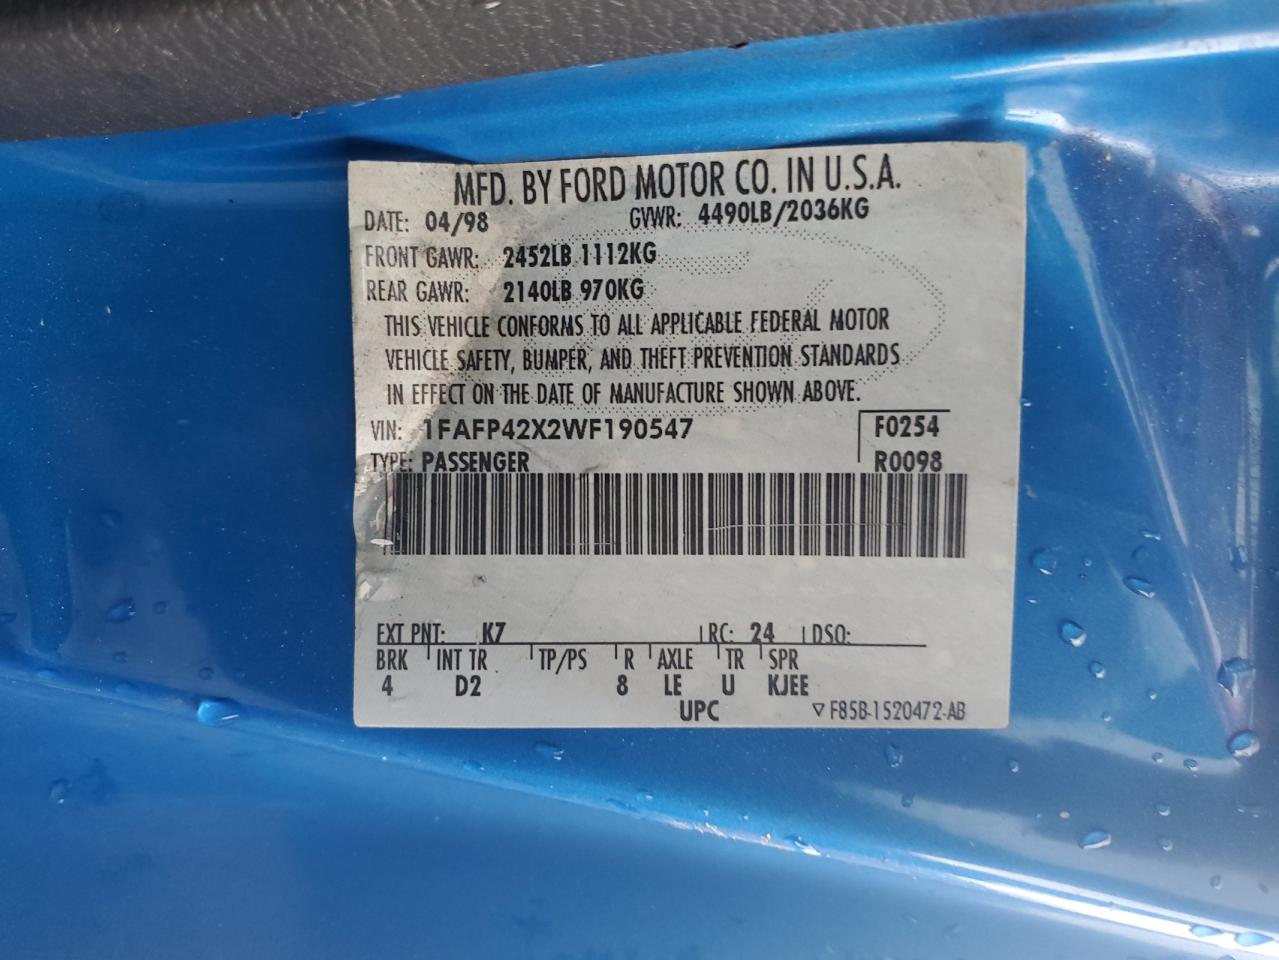 MFD. BY FORD MOTOR CO. IN U.S.A.
DATE: 04/98 GVWR: 4490LB/2036KG
FRONT GAWR: 2452LB 1112KG
REAR GAWR: 2140LB 970KG
THIS VEHICLE CONFORMS TO ALL APPLICABLE FEDERAL MOTOR
VEHICLE SAFETY, BUMPER, AND THEFT PREVENTION STANDARDS
IN EFFECT ON THE DATE OF MANUFACTURE SHOWN ABOVE.
VIN: 1FAFP42X2WF190547 F0254
TYPE: PASSENGER R0098
EXT PNT: K7 RC: 24 DSO:
BRK INT TR TP/PS R AXLE TR SPR
4 D2 8 LE U KJEE
UPC ▽ F85B-1520472-AB